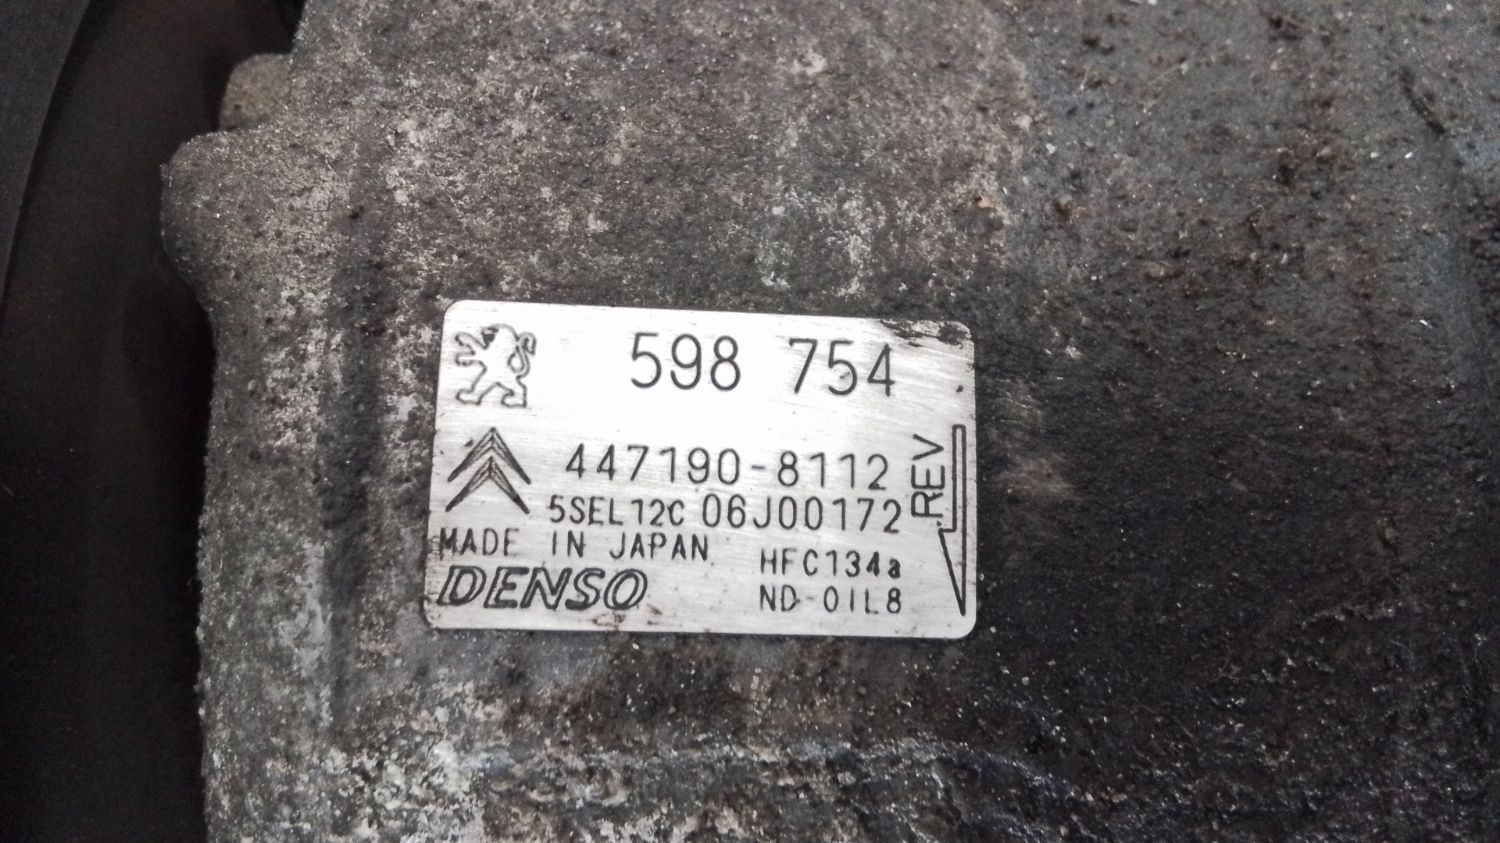 598 754
447190-8112
5SEL12C 06J00172
REV
MADE IN JAPAN
HFC134a
DENSO
ND-OIL8